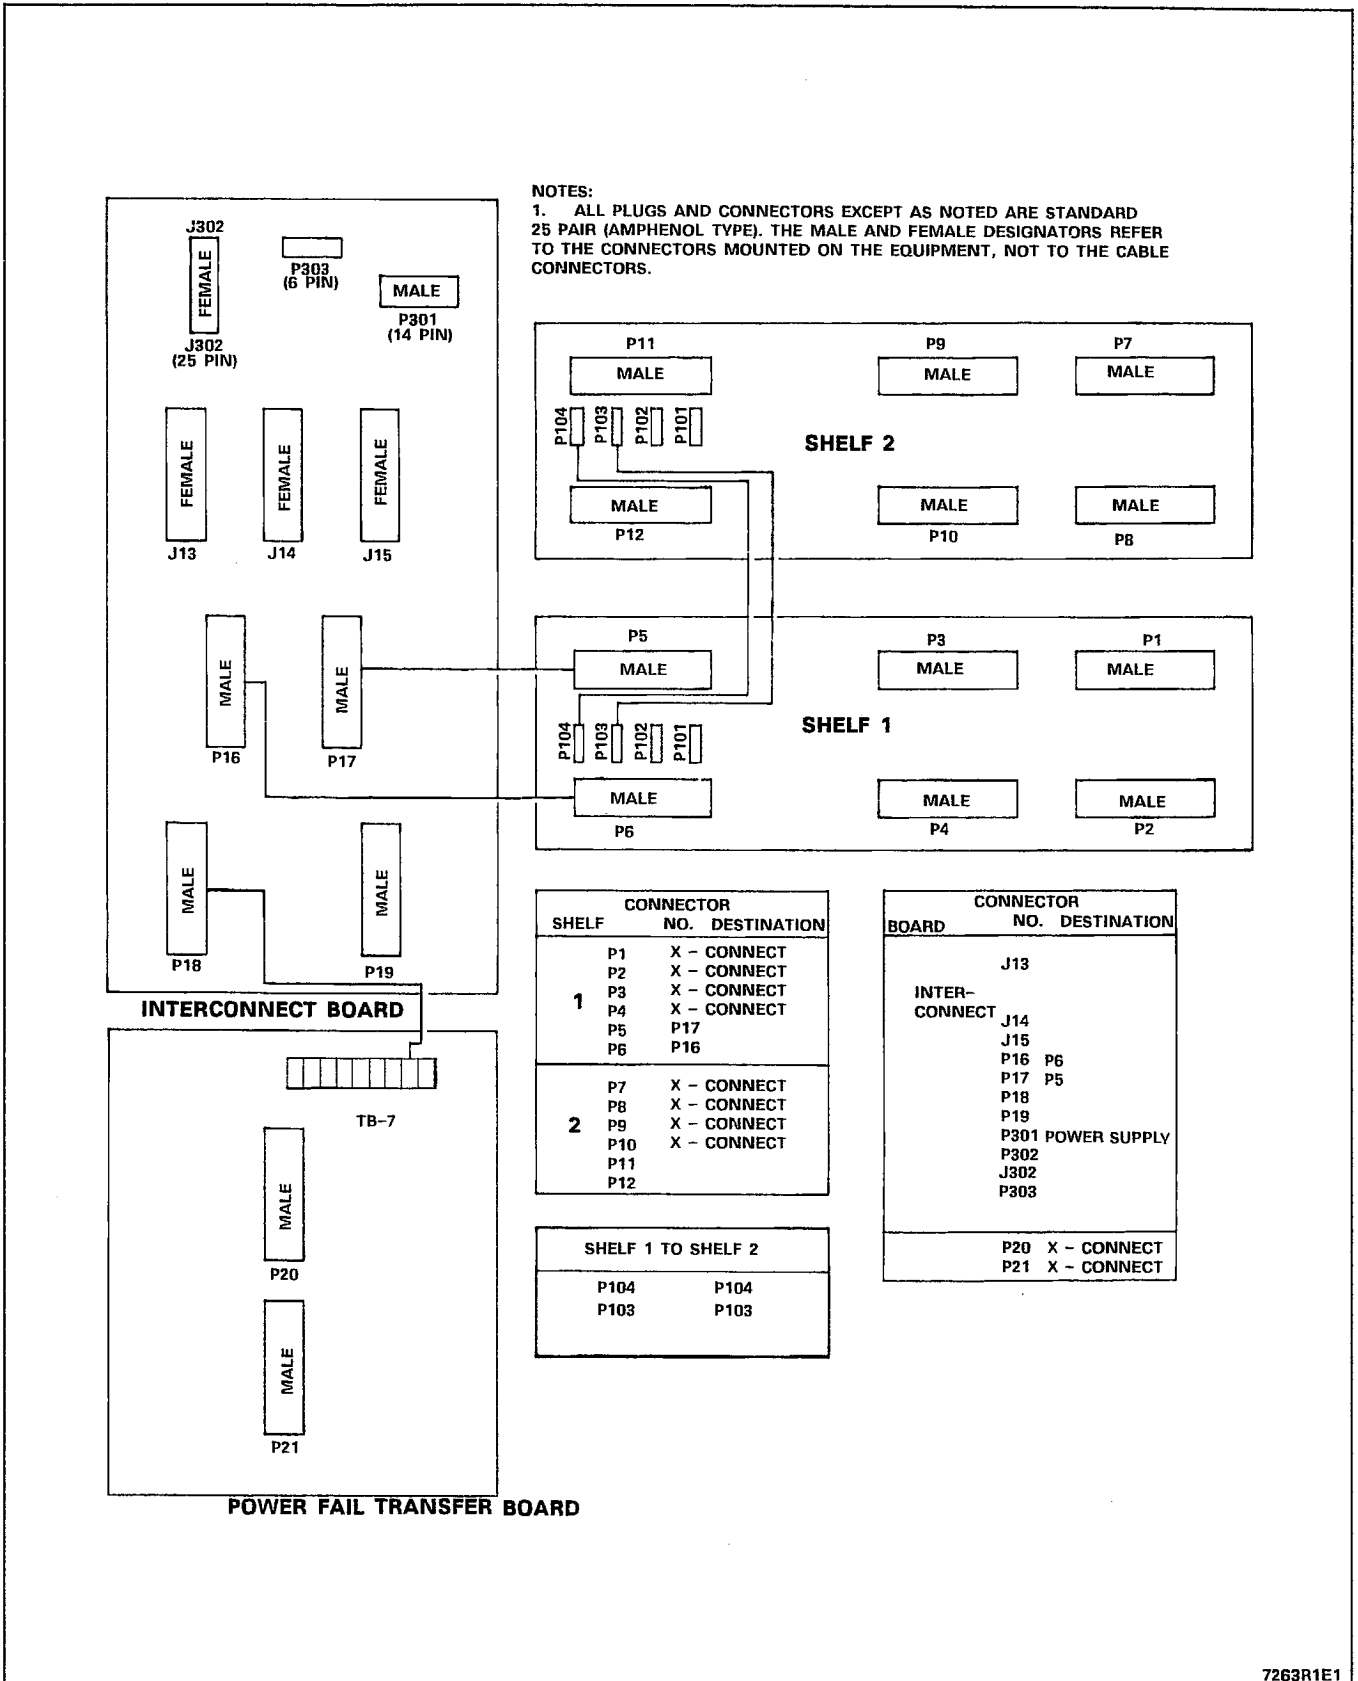 NOTES:
1. ALL PLUGS AND CONNECTORS EXCEPT AS NOTED ARE STANDARD
25 PAIR (AMPHENOL TYPE). THE MALE AND FEMALE DESIGNATORS REFER
TO THE CONNECTORS MOUNTED ON THE EQUIPMENT, NOT TO THE CABLE
CONNECTORS.
J302
FEMALE
J302
(25 PIN)
P303
(6 PIN)
MALE
P301
(14 PIN)
FEMALE
J13
FEMALE
J14
FEMALE
J15
MALE
P16
MALE
P17
MALE
P18
MALE
P19
INTERCONNECT BOARD
TB-7
MALE
P20
MALE
P21
POWER FAIL TRANSFER BOARD
P11
MALE
P9
MALE
P7
MALE
P104
P103
P102
P101
SHELF 2
MALE
P12
MALE
P10
MALE
P8
P5
MALE
P3
MALE
P1
MALE
P104
P103
P102
P101
SHELF 1
MALE
P6
MALE
P4
MALE
P2
CONNECTOR
SHELF NO. DESTINATION
1
P1 X - CONNECT
P2 X - CONNECT
P3 X - CONNECT
P4 X - CONNECT
P5 P17
P6 P16
2
P7 X - CONNECT
P8 X - CONNECT
P9 X - CONNECT
P10 X - CONNECT
P11
P12
SHELF 1 TO SHELF 2
P104 P104
P103 P103
CONNECTOR
BOARD NO. DESTINATION
J13
INTER-
CONNECT
J14
J15
P16 P6
P17 P5
P18
P19
P301 POWER SUPPLY
P302
J302
P303
P20 X - CONNECT
P21 X - CONNECT
7263R1E1